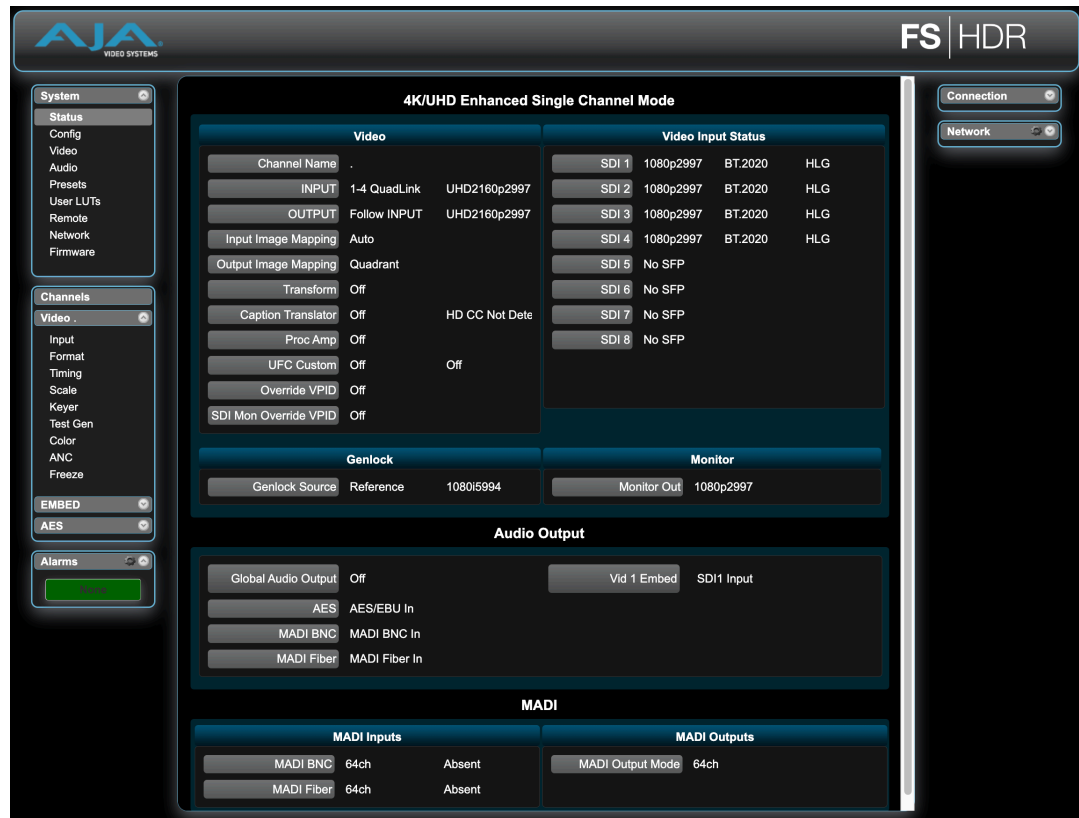 AJA
VIDEO SYSTEMS
FS HDR
System
Status
Config
Video
Audio
Presets
User LUTs
Remote
Network
Firmware
Channels
Video .
Input
Format
Timing
Scale
Keyer
Test Gen
Color
ANC
Freeze
EMBED
AES
Alarms
None
4K/UHD Enhanced Single Channel Mode
Video
Channel Name .
INPUT 1-4 QuadLink UHD2160p2997
OUTPUT Follow INPUT UHD2160p2997
Input Image Mapping Auto
Output Image Mapping Quadrant
Transform Off
Caption Translator Off HD CC Not Dete
Proc Amp Off
UFC Custom Off Off
Override VPID Off
SDI Mon Override VPID Off
Video Input Status
SDI 1 1080p2997 BT.2020 HLG
SDI 2 1080p2997 BT.2020 HLG
SDI 3 1080p2997 BT.2020 HLG
SDI 4 1080p2997 BT.2020 HLG
SDI 5 No SFP
SDI 6 No SFP
SDI 7 No SFP
SDI 8 No SFP
Genlock
Genlock Source Reference 1080i5994
Monitor
Monitor Out 1080p2997
Audio Output
Global Audio Output Off
AES AES/EBU In
MADI BNC MADI BNC In
MADI Fiber MADI Fiber In
Vid 1 Embed SDI1 Input
MADI
MADI Inputs
MADI BNC 64ch Absent
MADI Fiber 64ch Absent
MADI Outputs
MADI Output Mode 64ch
Connection
Network